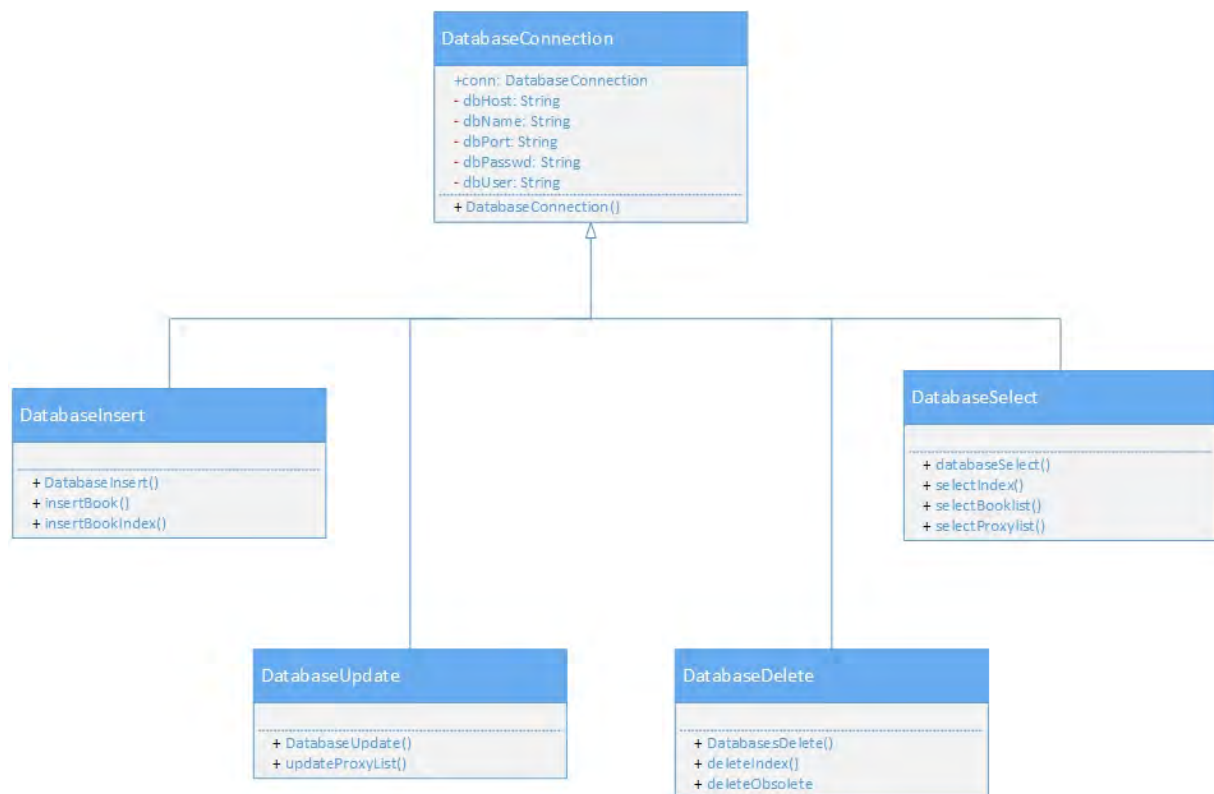 DatabaseConnection
+conn: DatabaseConnection
- dbHost: String
- dbName: String
- dbPort: String
- dbPasswd: String
- dbUser: String
+ DatabaseConnection()
DatabaseInsert
+ DatabaseInsert()
+ insertBook()
+ insertBookIndex()
DatabaseSelect
+ databaseSelect()
+ selectIndex()
+ selectBooklist()
+ selectProxylist()
DatabaseUpdate
+ DatabaseUpdate()
+ updateProxyList()
DatabaseDelete
+ DatabasesDelete()
+ deleteIndex()
+ deleteObsolete